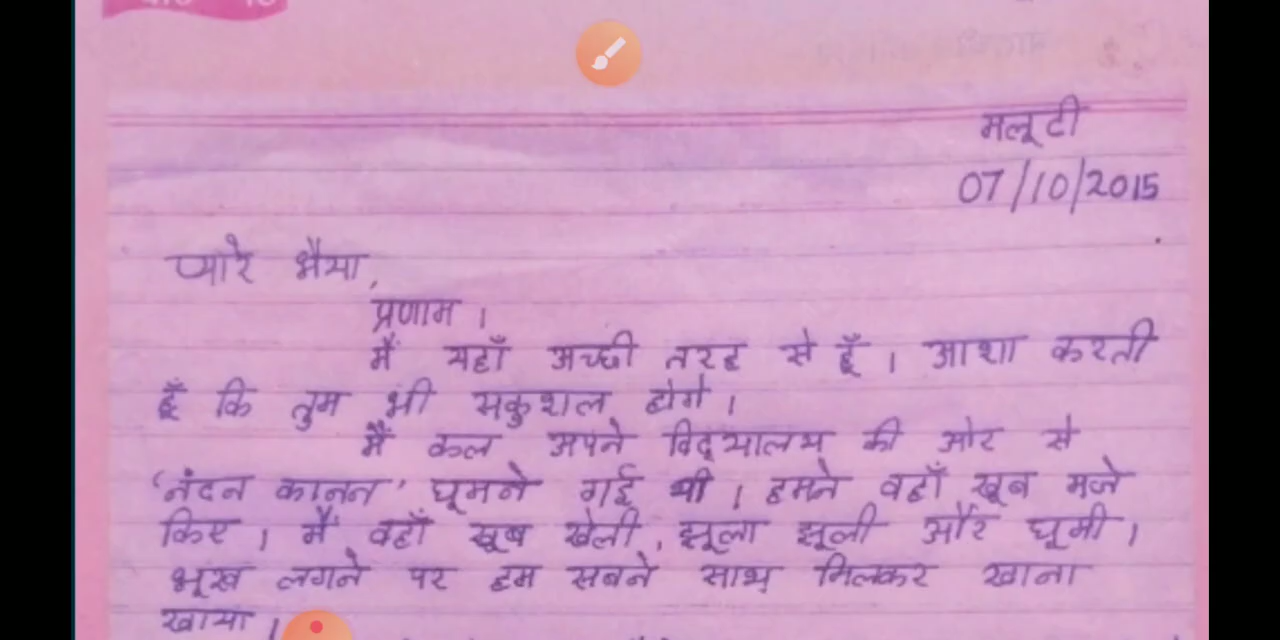 मलूटी
07/10/2015
प्यारे भैया,
प्रणाम।
मैं यहाँ अच्छी तरह से हूँ। आशा करती
हूँ कि तुम भी सकुशल होगे।
मैं कल अपने विद्यालय की ओर से
'नंदन कानन' घूमने गई थी। हमने वहाँ खूब मजे
किए। मैं वहाँ खूब खेली, झूला झूली और घूमी।
भूख लगने पर हम सबने साथ मिलकर खाना
खाया।